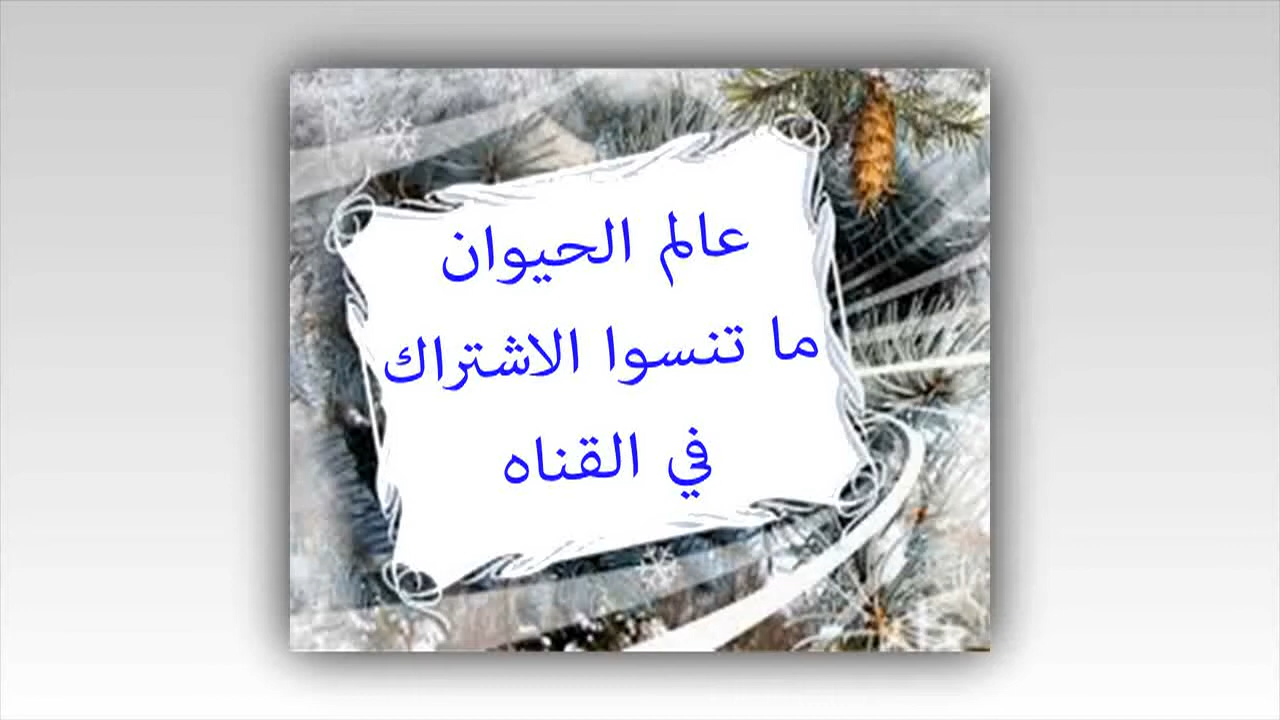 عالم الحيوان
ما تنسوا الاشتراك
في القناه